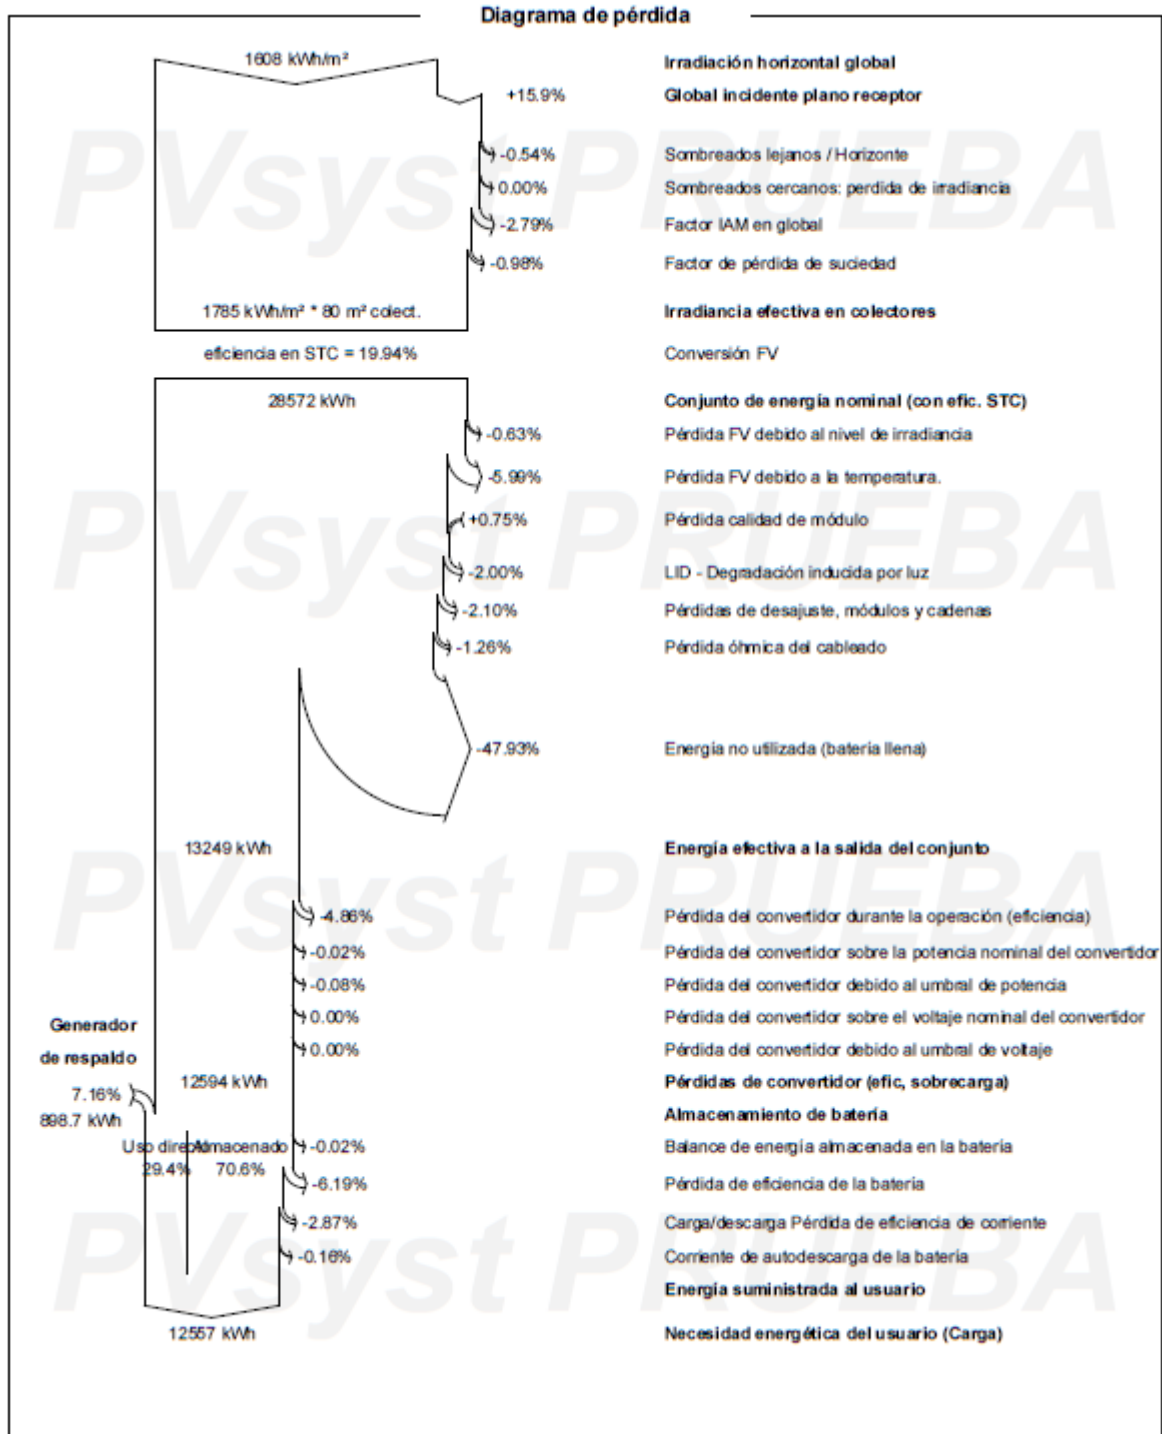 Diagrama de pérdida
1608 kWh/m² Irradiación horizontal global
+15.9% Global incidente plano receptor
-0.54% Sombreados lejanos / Horizonte
0.00% Sombreados cercanos: perdida de irradiancia
-2.79% Factor IAM en global
-0.98% Factor de pérdida de suciedad
1785 kWh/m² * 80 m² colect. Irradiancia efectiva en colectores
eficiencia en STC = 19.94% Conversión FV
28572 kWh Conjunto de energía nominal (con efic. STC)
-0.63% Pérdida FV debido al nivel de irradiancia
-5.99% Pérdida FV debido a la temperatura.
+0.75% Pérdida calidad de módulo
-2.00% LID - Degradación inducida por luz
-2.10% Pérdidas de desajuste, módulos y cadenas
-1.26% Pérdida óhmica del cableado
-47.93% Energía no utilizada (batería llena)
13249 kWh Energía efectiva a la salida del conjunto
-4.86% Pérdida del convertidor durante la operación (eficiencia)
-0.02% Pérdida del convertidor sobre la potencia nominal del convertidor
-0.08% Pérdida del convertidor debido al umbral de potencia
Generador 0.00% Pérdida del convertidor sobre el voltaje nominal del convertidor
de respaldo 0.00% Pérdida del convertidor debido al umbral de voltaje
7.16% 12594 kWh Pérdidas de convertidor (efic, sobrecarga)
898.7 kWh Almacenamiento de batería
Uso directo Almacenado -0.02% Balance de energía almacenada en la batería
29.4% 70.6% -6.19% Pérdida de eficiencia de la batería
-2.87% Carga/descarga Pérdida de eficiencia de corriente
-0.16% Corriente de autodescarga de la batería
Energía suministrada al usuario
12557 kWh Necesidad energética del usuario (Carga)
PVsyst PRUEBA
PVsyst PRUEBA
PVsyst PRUEBA
PVsyst PRUEBA